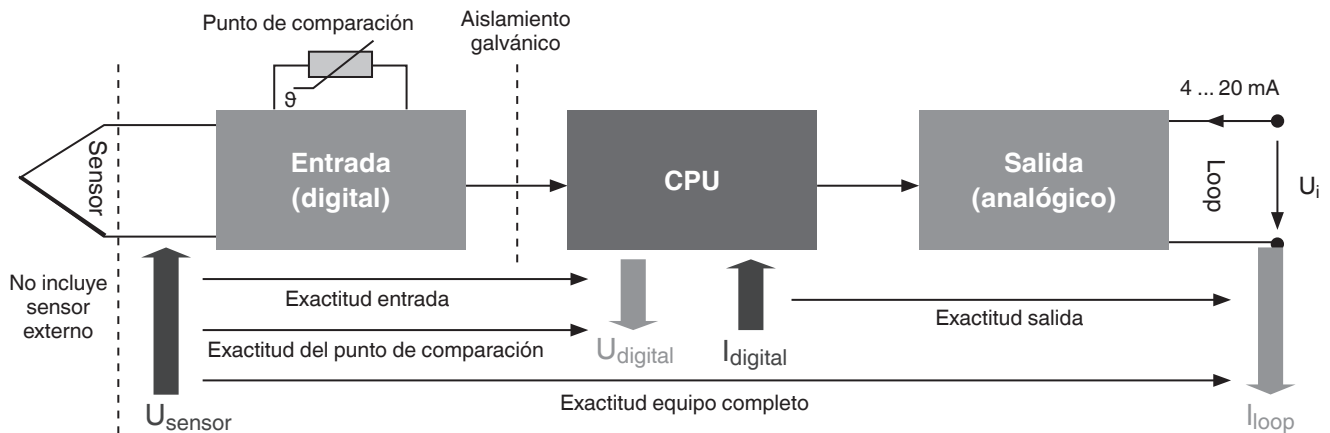 Punto de comparación
Aislamiento
galvánico
ϑ
4 ... 20 mA
Sensor
Entrada
(digital)
CPU
Salida
(analógico)
Loop
Ui
No incluye
sensor
externo
Exactitud entrada
Exactitud salida
Exactitud del punto de comparación
Udigital
Idigital
Exactitud equipo completo
Usensor
Iloop